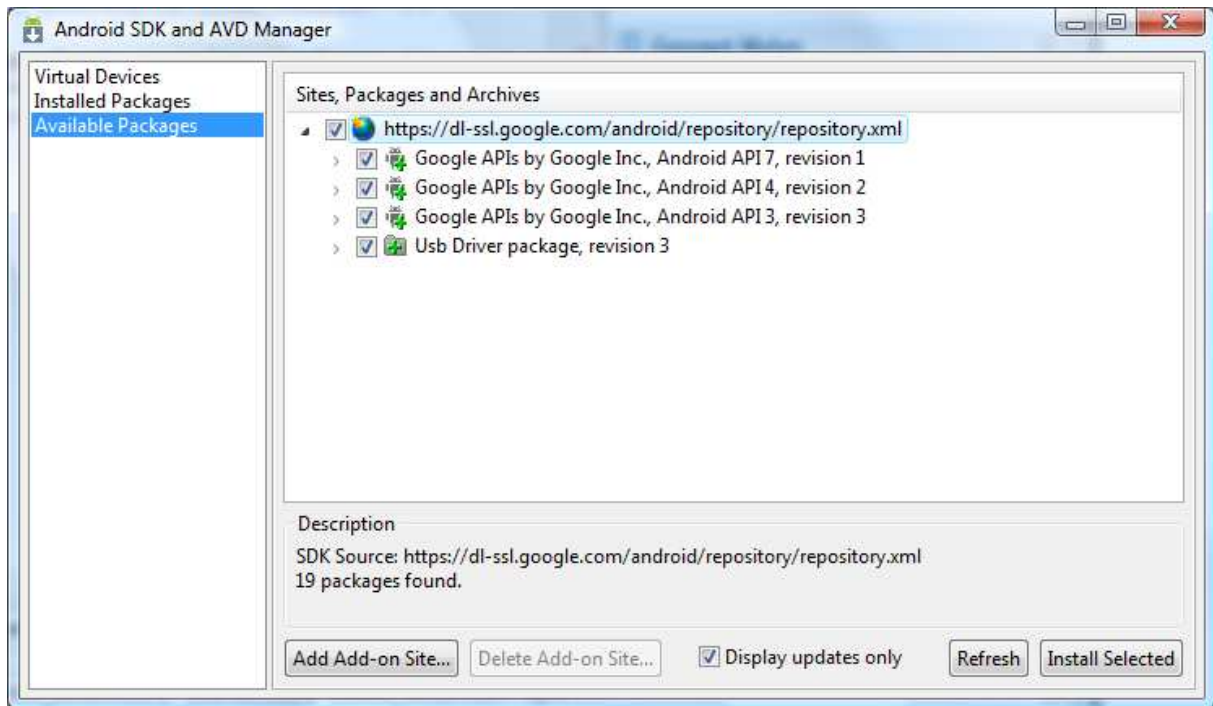 Android SDK and AVD Manager
Virtual Devices
Installed Packages
Available Packages
Sites, Packages and Archives
https://dl-ssl.google.com/android/repository/repository.xml
Google APIs by Google Inc., Android API 7, revision 1
Google APIs by Google Inc., Android API 4, revision 2
Google APIs by Google Inc., Android API 3, revision 3
Usb Driver package, revision 3
Description
SDK Source: https://dl-ssl.google.com/android/repository/repository.xml
19 packages found.
Add Add-on Site... Delete Add-on Site... Display updates only Refresh Install Selected